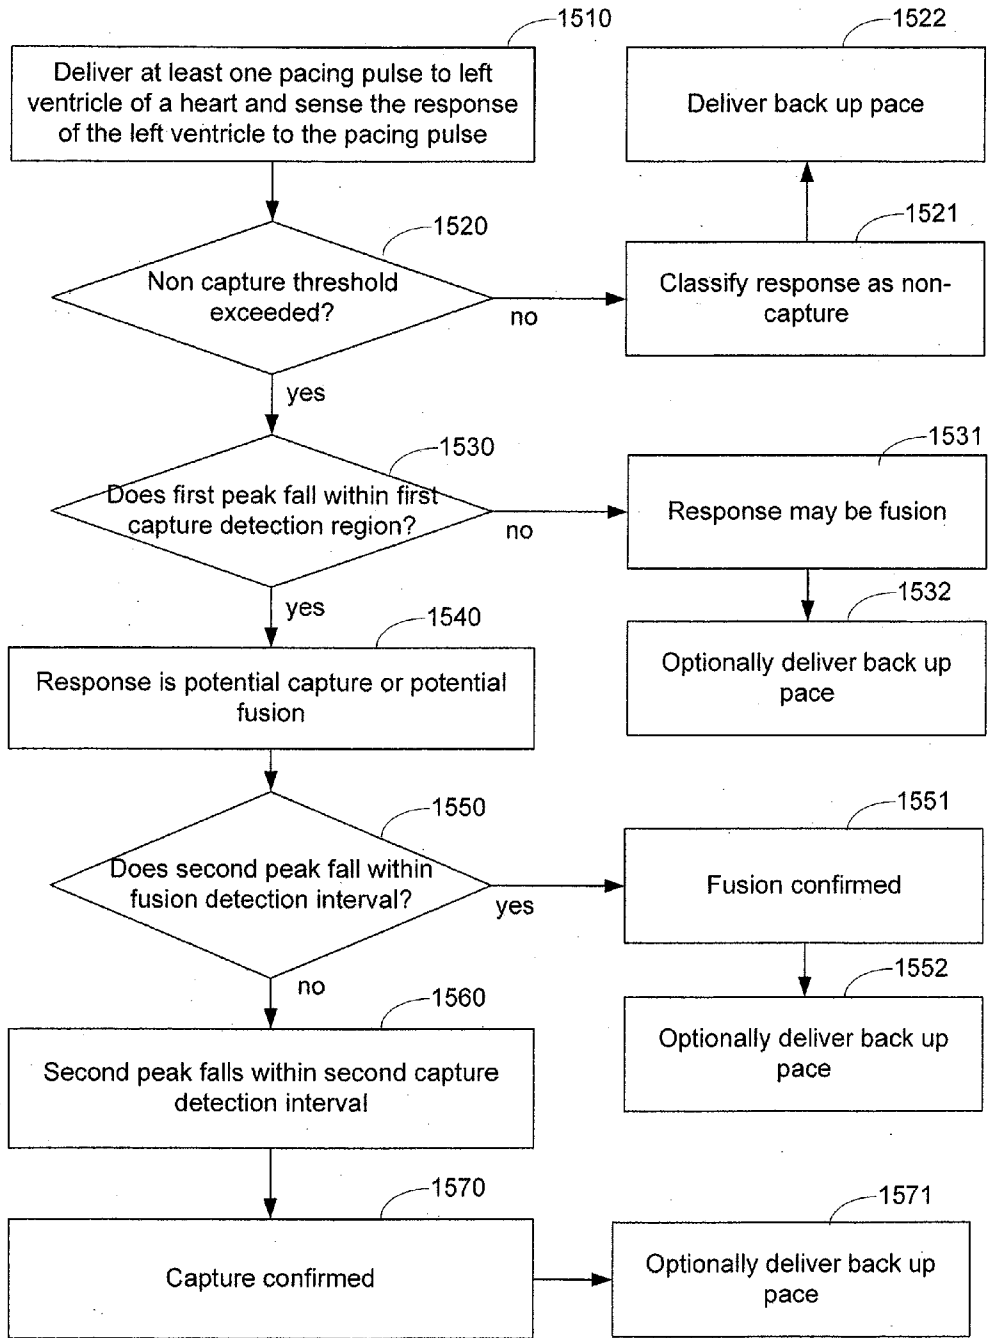 1510
Deliver at least one pacing pulse to left
ventricle of a heart and sense the response
of the left ventricle to the pacing pulse
1522
Deliver back up pace
1520
Non capture threshold
exceeded?
no
yes
1521
Classify response as non-
capture
1530
Does first peak fall within first
capture detection region?
no
yes
1531
Response may be fusion
1532
Optionally deliver back up
pace
1540
Response is potential capture or potential
fusion
1550
Does second peak fall within
fusion detection interval?
yes
no
1551
Fusion confirmed
1552
Optionally deliver back up
pace
1560
Second peak falls within second capture
detection interval
1570
Capture confirmed
1571
Optionally deliver back up
pace